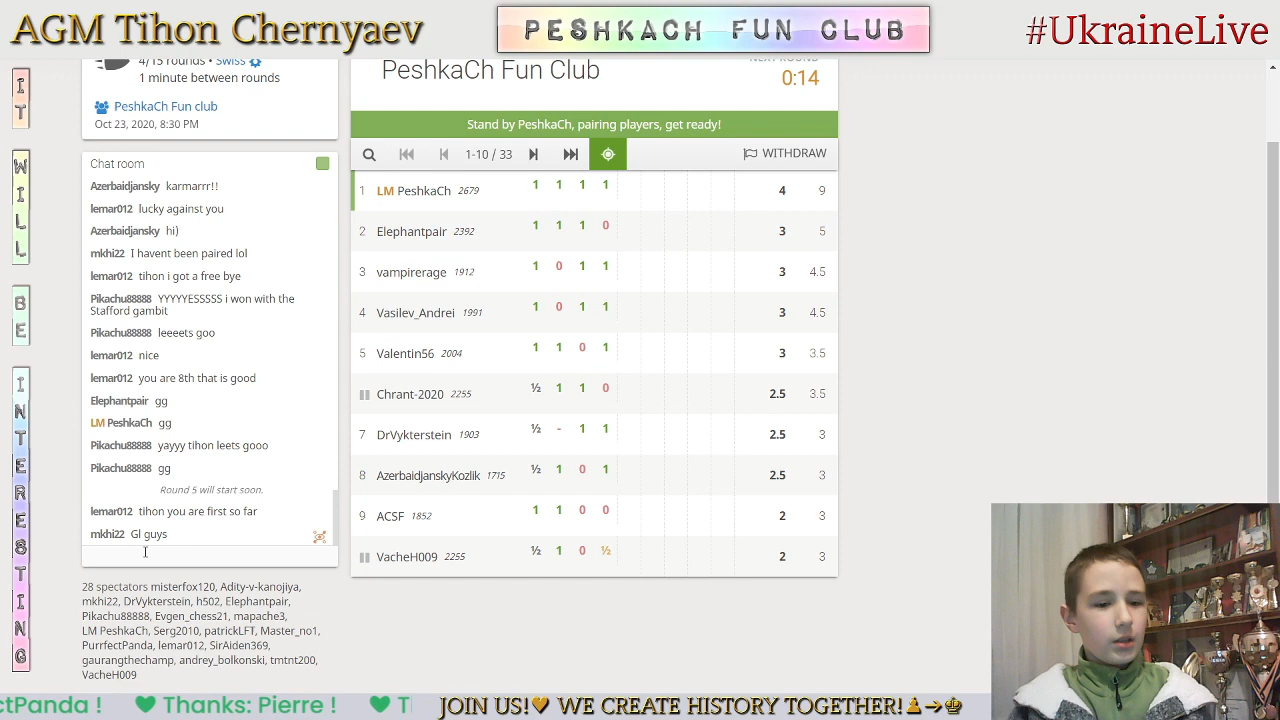 AGM Tihon Chernyaev
PESHKACH FUN CLUB
#UkraineLive
IT
WILL
BE
INTERESTING
4/15 rounds • Swiss
1 minute between rounds
PeshkaCh Fun club
Oct 23, 2020, 8:30 PM
Chat room
Azerbaidjansky karmarrr!!
lemar012 lucky against you
Azerbaidjansky hi)
mkhi22 I havent been paired lol
lemar012 tihon i got a free bye
Pikachu88888 YYYYYESSSSS i won with the
Stafford gambit
Pikachu88888 leeeets goo
lemar012 nice
lemar012 you are 8th that is good
Elephantpair gg
LM PeshkaCh gg
Pikachu88888 yayyy tihon leets gooo
Pikachu88888 gg
Round 5 will start soon.
lemar012 tihon you are first so far
mkhi22 Gl guys
28 spectators misterfox120, Adity-v-kanojiya,
mkhi22, DrVykterstein, h502, Elephantpair,
Pikachu88888, Evgen_chess21, mapache3,
LM PeshkaCh, Serg2010, patrickLFT, Master_no1,
PurrfectPanda, lemar012, SirAiden369,
gaurangthechamp, andrey_bolkonski, tmtnt200,
VacheH009
PeshkaCh Fun Club
NEXT ROUND
0:14
Stand by PeshkaCh, pairing players, get ready!
1-10 / 33
WITHDRAW
1 LM PeshkaCh 2679 1 1 1 1 4 9
2 Elephantpair 2392 1 1 1 0 3 5
3 vampirerage 1912 1 0 1 1 3 4.5
4 Vasilev_Andrei 1991 1 0 1 1 3 4.5
5 Valentin56 2004 1 1 0 1 3 3.5
Chrant-2020 2255 ½ 1 1 0 2.5 3.5
7 DrVykterstein 1903 ½ - 1 1 2.5 3
8 AzerbaidjanskyKozlik 1715 ½ 1 0 1 2.5 3
9 ACSF 1852 1 1 0 0 2 3
VacheH009 2255 ½ 1 0 ½ 2 3
ctPanda ! Thanks: Pierre ! T
JOIN US! WE CREATE HISTORY TOGETHER!